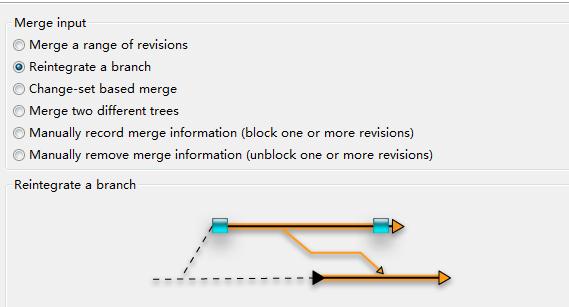 Merge input
Merge a range of revisions
Reintegrate a branch
Change-set based merge
Merge two different trees
Manually record merge information (block one or more revisions)
Manually remove merge information (unblock one or more revisions)
Reintegrate a branch